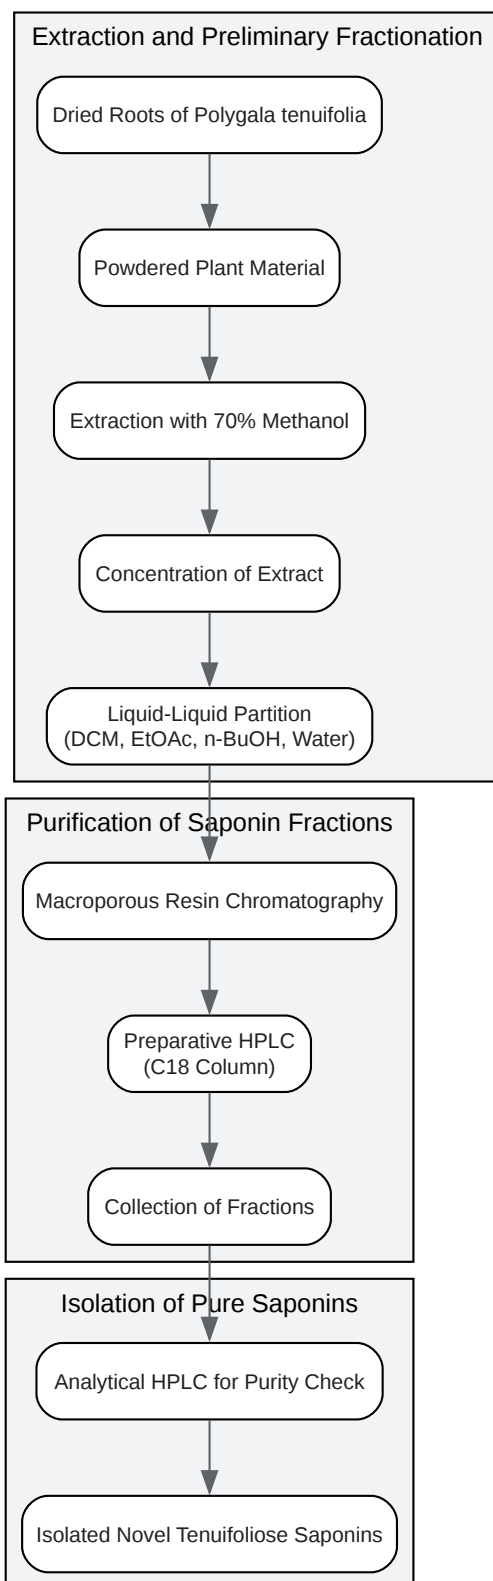 Extraction and Preliminary Fractionation
Dried Roots of Polygala tenuifolia
Powdered Plant Material
Extraction with 70% Methanol
Concentration of Extract
Liquid-Liquid Partition
(DCM, EtOAc, n-BuOH, Water)
Purification of Saponin Fractions
Macroporous Resin Chromatography
Preparative HPLC
(C18 Column)
Collection of Fractions
Isolation of Pure Saponins
Analytical HPLC for Purity Check
Isolated Novel Tenuifoliose Saponins